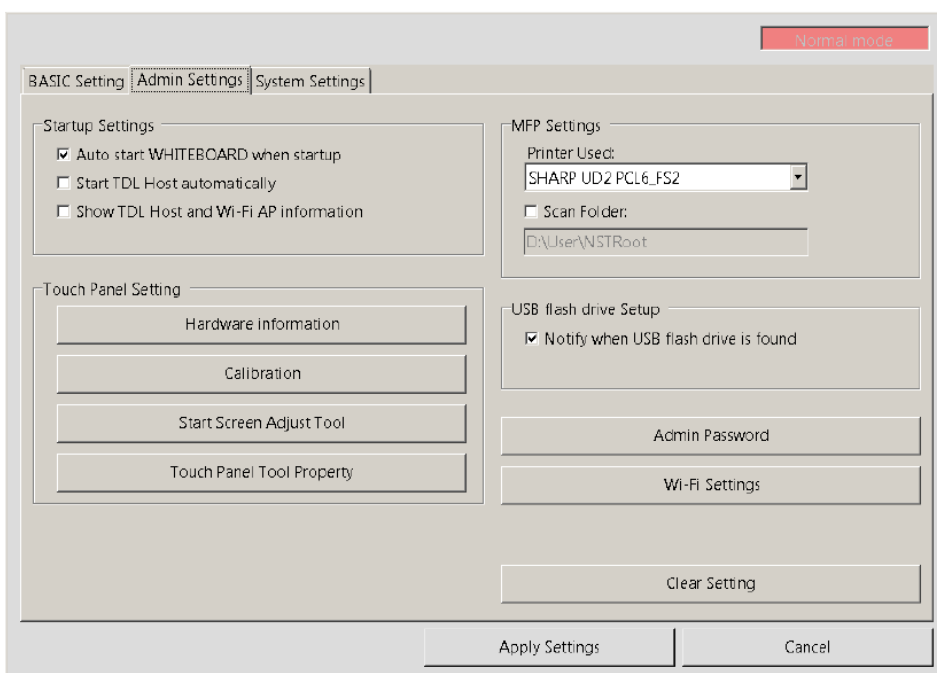 Normal mode
BASIC Setting
Admin Settings
System Settings
Startup Settings
Auto start WHITEBOARD when startup
Start TDL Host automatically
Show TDL Host and Wi-Fi AP information
Touch Panel Setting
Hardware information
Calibration
Start Screen Adjust Tool
Touch Panel Tool Property
MFP Settings
Printer Used:
SHARP UD2 PCL6_FS2
Scan Folder:
D:\User\NSTRoot
USB flash drive Setup
Notify when USB flash drive is found
Admin Password
Wi-Fi Settings
Clear Setting
Apply Settings
Cancel